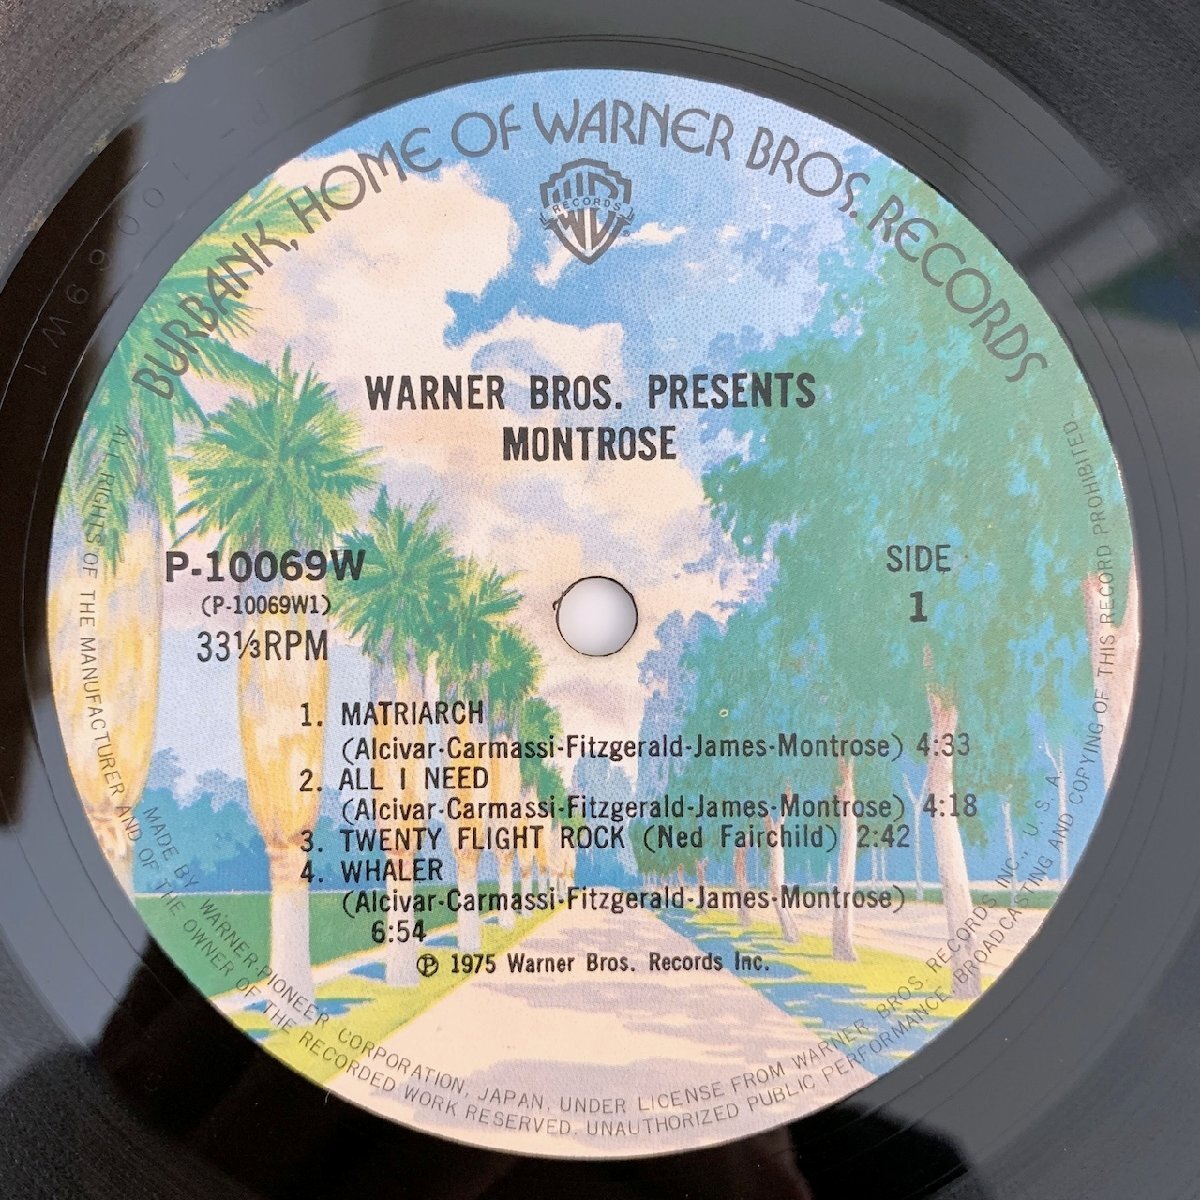 BURBANK, HOME OF WARNER BROS. RECORDS
RECORDS
WARNER BROS. PRESENTS
MONTROSE
P-10069W
(P-10069W1)
33⅓RPM
SIDE
1
1. MATRIARCH
(Alcivar-Carmassi-Fitzgerald-James-Montrose) 4:33
2. ALL I NEED
(Alcivar-Carmassi-Fitzgerald-James-Montrose) 4:18
3. TWENTY FLIGHT ROCK (Ned Fairchild) 2:42
4. WHALER
(Alcivar-Carmassi-Fitzgerald-James-Montrose)
6:54
Ⓟ 1975 Warner Bros. Records Inc.
MADE BY WARNER-PIONEER CORPORATION, JAPAN, UNDER LICENSE FROM WARNER BROS. RECORDS INC., U. S. A.
ALL RIGHTS OF THE MANUFACTURER AND OF THE OWNER OF THE RECORDED WORK RESERVED. UNAUTHORIZED PUBLIC PERFORMANCE, BROADCASTING AND COPYING OF THIS RECORD PROHIBITED.
P-10069W1